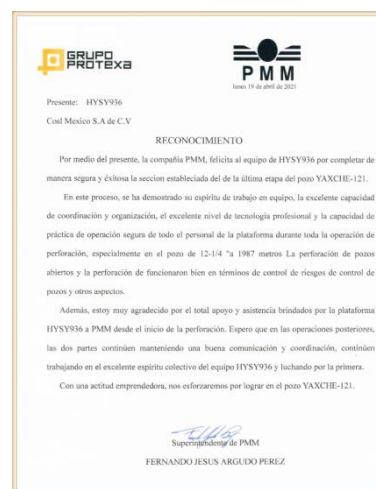 GRUPO
PROTEXA
PMM
lunes 19 de abril de 2021
Presente: HYSY936
Cosl Mexico S.A de C.V
RECONOCIMIENTO
Por medio del presente, la compañía PMM, felicita al equipo de HYSY936 por completar de
manera segura y éxitosa la seccion estableciada del de la última etapa del pozo YAXCHE-121.
En este proceso, se ha demostrado su espíritu de trabajo en equipo, la excelente capacidad
de coordinación y organización, el excelente nivel de tecnología profesional y la capacidad de
práctica de operación segura de todo el personal de la plataforma durante toda la operación de
perforación, especialmente en el pozo de 12-1/4 "a 1987 metros La perforación de pozos
abiertos y la perforación de funcionaron bien en términos de control de riesgos de control de
pozos y otros aspectos.
Además, estoy muy agradecido por el total apoyo y asistencia brindados por la plataforma
HYSY936 a PMM desde el inicio de la perforación. Espero que en las operaciones posteriores,
las dos partes continúen manteniendo una buena comunicación y coordinación, continúen
trabajando en el excelente espíritu colectivo del equipo HYSY936 y luchando por la primera.
Con una actitud emprendedora, nos esforzaremos por lograr en el pozo YAXCHE-121.
Superintendente de PMM
FERNANDO JESUS ARGUDO PEREZ